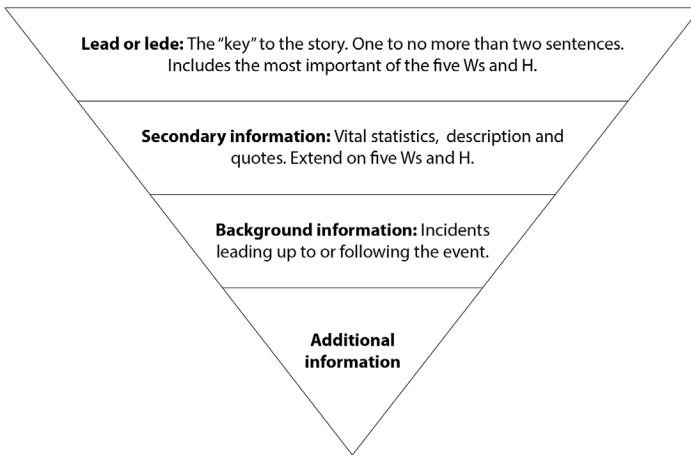 Lead or lede: The “key” to the story. One to no more than two sentences.
Includes the most important of the five Ws and H.
Secondary information: Vital statistics, description and
quotes. Extend on five Ws and H.
Background information: Incidents
leading up to or following the event.
Additional
information